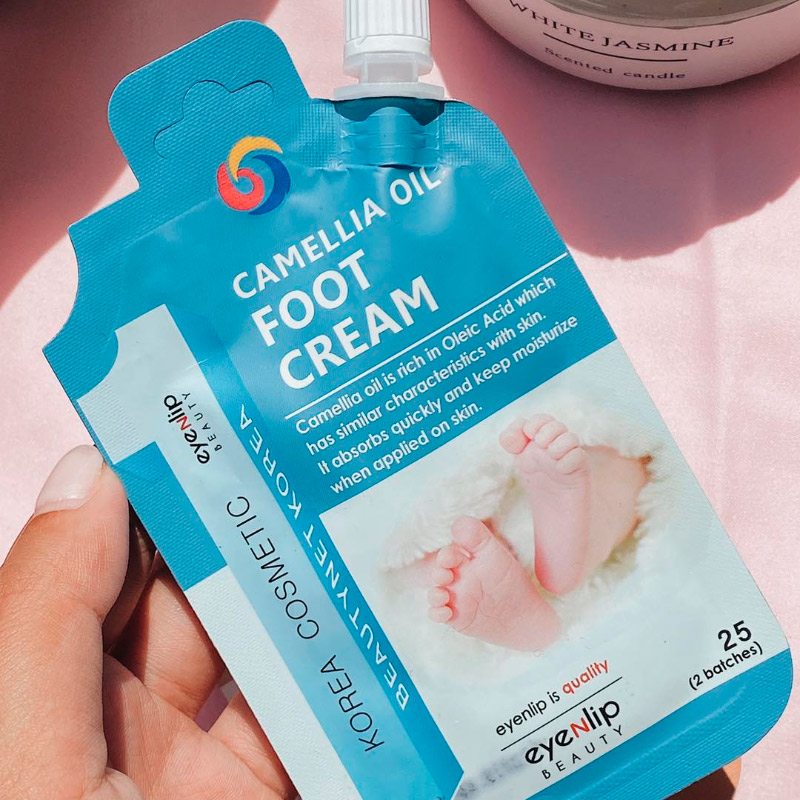 WHITE JASMINE
Scented candle
CAMELLIA OIL
FOOT
CREAM
Camellia oil is rich in Oleic Acid which
has similar characteristics with skin.
It absorbs quickly and keep moisturize
when applied on skin.
eyenlip
BEAUTY
KOREA COSMETIC
BEAUTYNET KOREA
25
(2 batches)
eyenlip is quality
eyenlip
BEAUTY